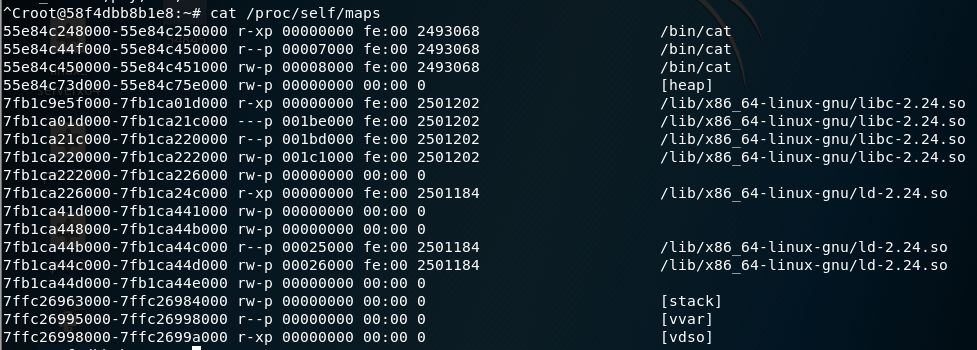 ^Croot@58f4dbb8b1e8:~# cat /proc/self/maps
55e84c248000-55e84c250000 r-xp 00000000 fe:00 2493068 /bin/cat
55e84c44f000-55e84c450000 r--p 00007000 fe:00 2493068 /bin/cat
55e84c450000-55e84c451000 rw-p 00008000 fe:00 2493068 /bin/cat
55e84c73d000-55e84c75e000 rw-p 00000000 00:00 0 [heap]
7fb1c9e5f000-7fb1ca01d000 r-xp 00000000 fe:00 2501202 /lib/x86_64-linux-gnu/libc-2.24.so
7fb1ca01d000-7fb1ca21c000 ---p 001be000 fe:00 2501202 /lib/x86_64-linux-gnu/libc-2.24.so
7fb1ca21c000-7fb1ca220000 r--p 001bd000 fe:00 2501202 /lib/x86_64-linux-gnu/libc-2.24.so
7fb1ca220000-7fb1ca222000 rw-p 001c1000 fe:00 2501202 /lib/x86_64-linux-gnu/libc-2.24.so
7fb1ca222000-7fb1ca226000 rw-p 00000000 00:00 0
7fb1ca226000-7fb1ca24c000 r-xp 00000000 fe:00 2501184 /lib/x86_64-linux-gnu/ld-2.24.so
7fb1ca41d000-7fb1ca441000 rw-p 00000000 00:00 0
7fb1ca448000-7fb1ca44b000 rw-p 00000000 00:00 0
7fb1ca44b000-7fb1ca44c000 r--p 00025000 fe:00 2501184 /lib/x86_64-linux-gnu/ld-2.24.so
7fb1ca44c000-7fb1ca44d000 rw-p 00026000 fe:00 2501184 /lib/x86_64-linux-gnu/ld-2.24.so
7fb1ca44d000-7fb1ca44e000 rw-p 00000000 00:00 0
7ffc26963000-7ffc26984000 rw-p 00000000 00:00 0 [stack]
7ffc26995000-7ffc26998000 r--p 00000000 00:00 0 [vvar]
7ffc26998000-7ffc2699a000 r-xp 00000000 00:00 0 [vdso]